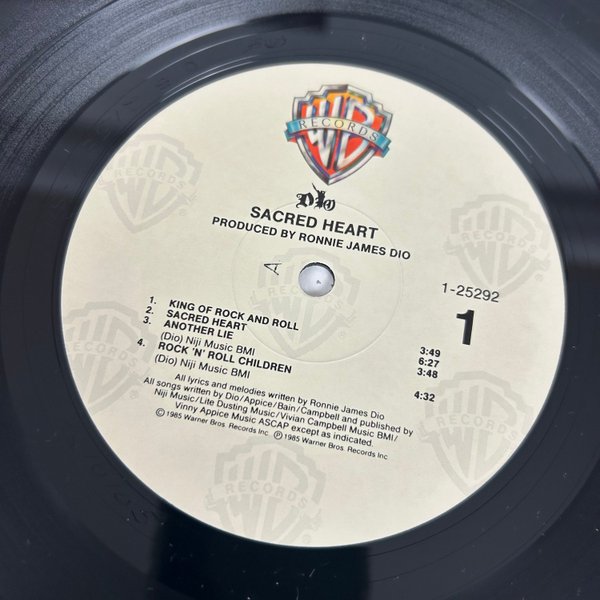 WB
RECORDS
DIO
SACRED HEART
PRODUCED BY RONNIE JAMES DIO
A
1-25292
1
1. KING OF ROCK AND ROLL 3:49
2. SACRED HEART 6:27
3. ANOTHER LIE 3:48
(Dio) Niji Music BMI
4. ROCK 'N' ROLL CHILDREN 4:32
(Dio) Niji Music BMI
All lyrics and melodies written by Ronnie James Dio
All songs written by Dio/Appice/Bain/Campbell and published by
Niji Music/Lite Dusting Music/Vivian Campbell Music BMI/
Vinny Appice Music ASCAP except as indicated.
© 1985 Warner Bros. Records Inc. ℗ 1985 Warner Bros. Records Inc